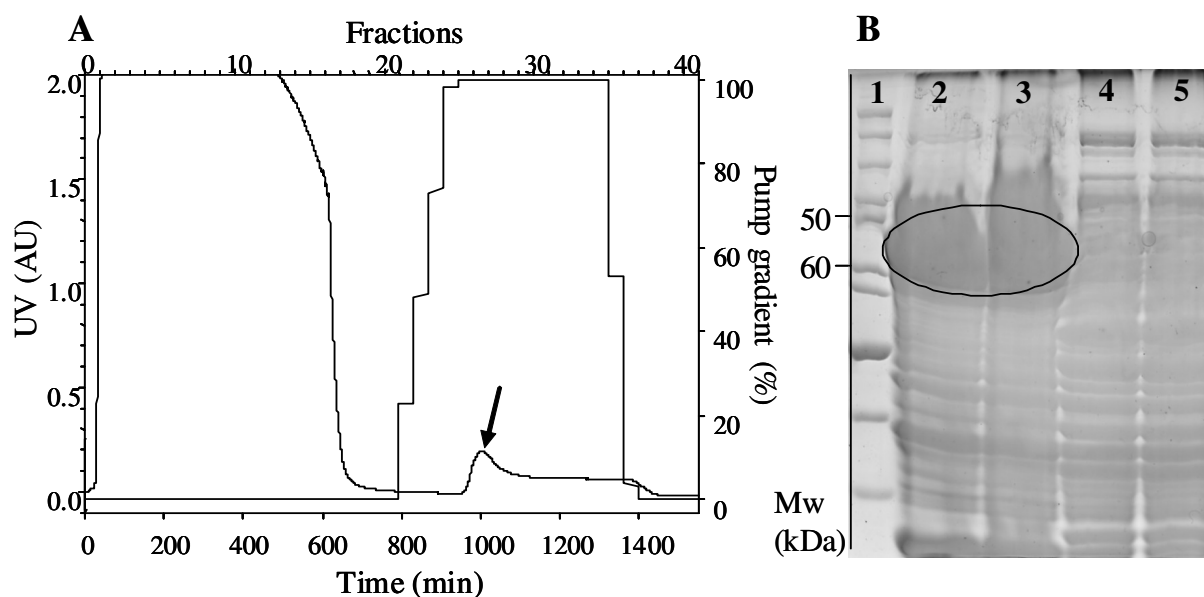 A
Fractions
0 10 20 30 40
2.0
1.5
1.0
0.5
0.0
UV (AU)
100
80
60
40
20
0
Pump gradient (%)
0 200 400 600 800 1000 1200 1400
Time (min)
B
1 2 3 4 5
50
60
Mw
(kDa)